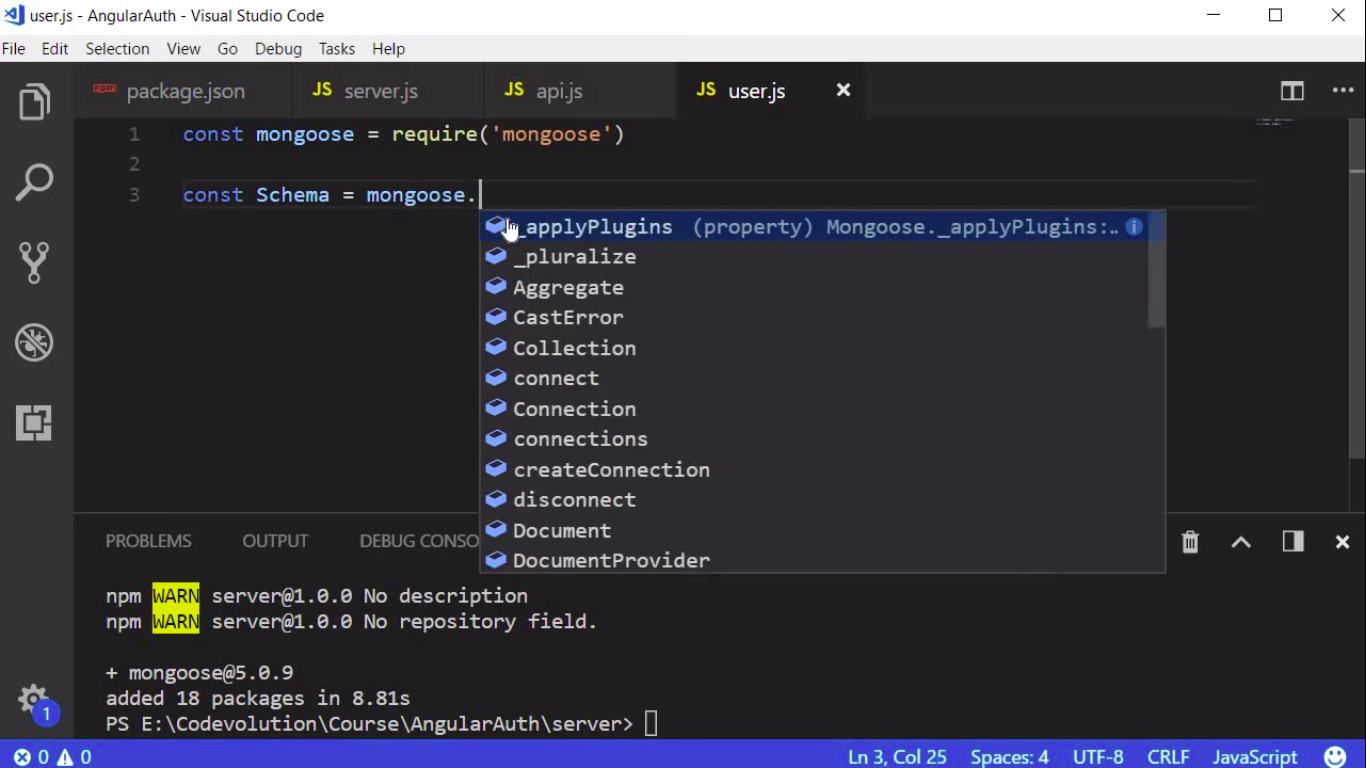 user.js - AngularAuth - Visual Studio Code
File Edit Selection View Go Debug Tasks Help
npm package.json JS server.js JS api.js JS user.js
1 const mongoose = require('mongoose')
2
3 const Schema = mongoose.
_applyPlugins (property) Mongoose._applyPlugins:..
_pluralize
Aggregate
CastError
Collection
connect
Connection
connections
createConnection
disconnect
Document
DocumentProvider
PROBLEMS OUTPUT DEBUG CONSO
npm WARN server@1.0.0 No description
npm WARN server@1.0.0 No repository field.
+ mongoose@5.0.9
added 18 packages in 8.81s
PS E:\Codevolution\Course\AngularAuth\server>
1
0 0 Ln 3, Col 25 Spaces: 4 UTF-8 CRLF JavaScript